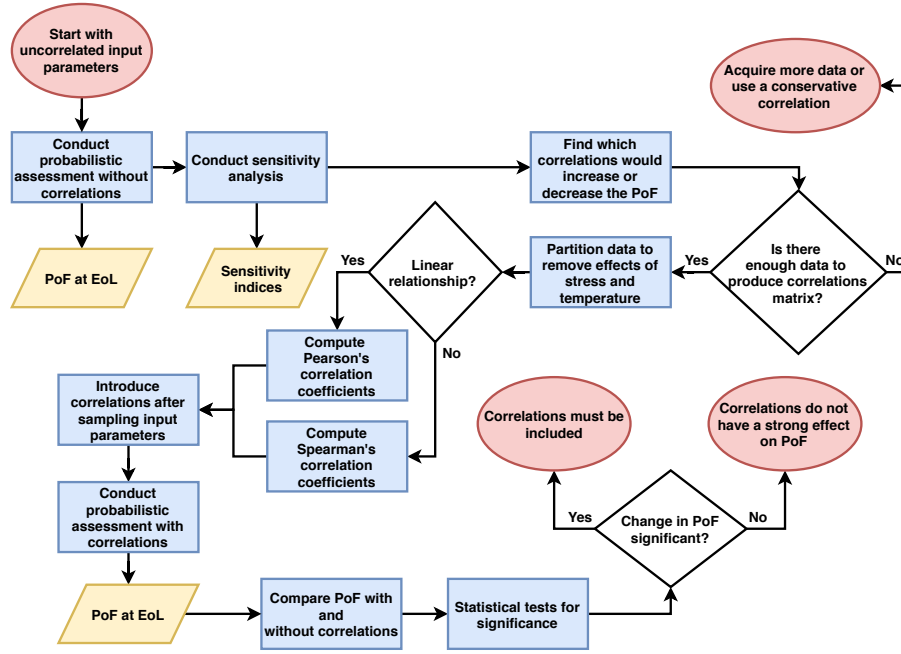 Start with
uncorrelated input
parameters
Acquire more data or
use a conservative
correlation
Conduct
probabilistic
assessment without
correlations
Conduct sensitivity
analysis
Find which
correlations would
increase or
decrease the PoF
PoF at EoL
Sensitivity
indices
Yes
Linear
relationship?
Partition data to
remove effects of
stress and
temperature
Yes
Is there
enough data to
produce correlations
matrix?
No
No
Compute
Pearson's
correlation
coefficients
Introduce
correlations after
sampling input
parameters
Compute
Spearman's
correlation
coefficients
Correlations must be
included
Correlations do not
have a strong effect
on PoF
Conduct
probabilistic
assessment with
correlations
Yes
Change in PoF
significant?
No
PoF at EoL
Compare PoF with
and
without correlations
Statistical tests for
significance